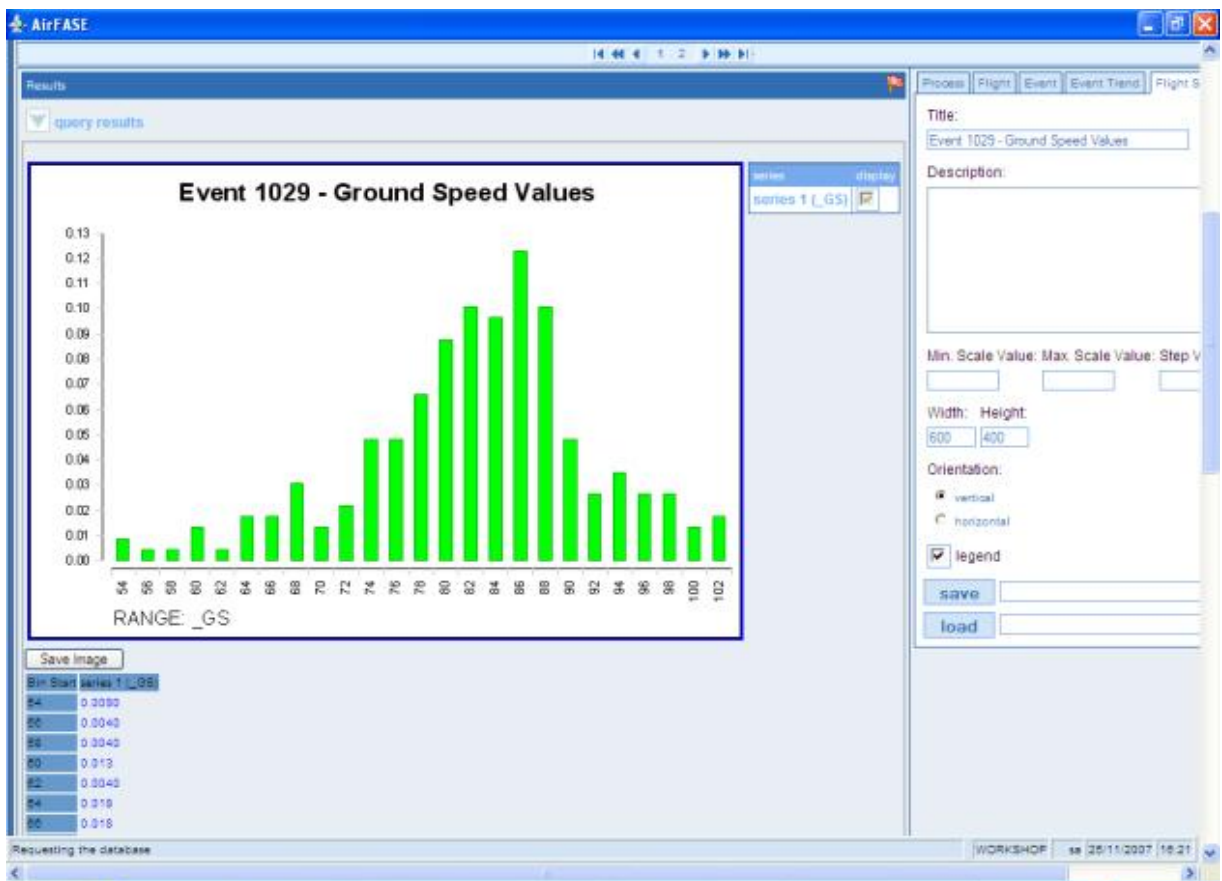 AirFASE
1 2
Results
query results
Event 1029 - Ground Speed Values
0.13
0.12
0.11
0.10
0.09
0.08
0.07
0.06
0.05
0.04
0.03
0.02
0.01
0.00
54 56 58 60 62 64 66 68 70 72 74 76 78 80 82 84 86 88 90 92 94 96 98 100 102
RANGE: _GS
series display
series 1 (_GS)
Save Image
Bin Start series 1 (_GS)
54
56 0.0040
58 0.0040
60 0.013
62 0.0040
64 0.018
66 0.018
Process Flight Event Event Trend Flight S
Title:
Event 1029 - Ground Speed Values
Description:
Min. Scale Value: Max. Scale Value: Step V
Width: Height:
600 400
Orientation:
vertical
horizontal
legend
save
load
Requesting the database
WORKSHOP 16:21